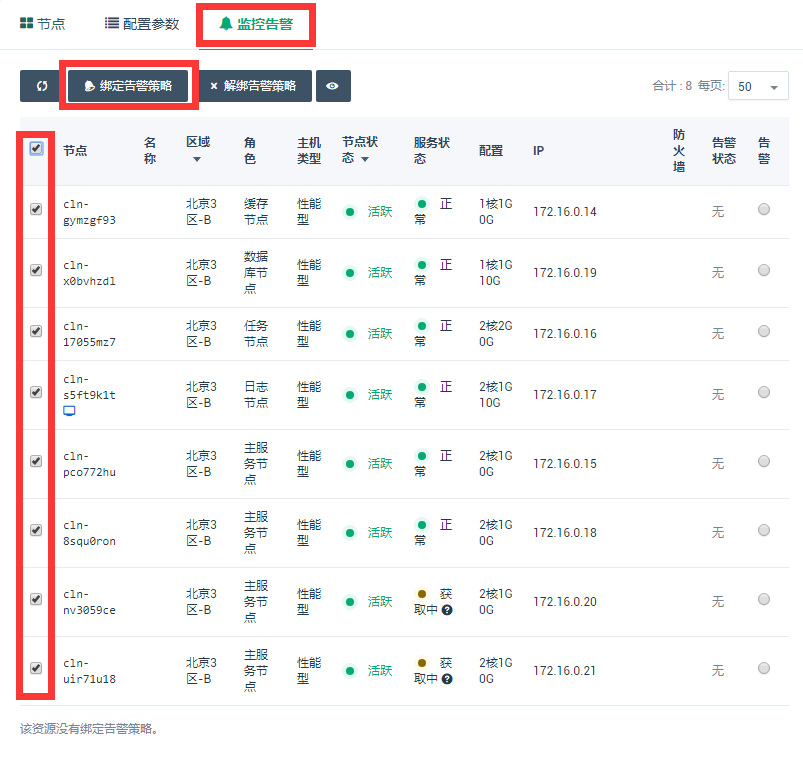 节点 配置参数 监控告警
绑定告警策略 解绑告警策略 合计 : 8 每页: 50
节点 名称 区域 角色 主机类型 节点状态 服务状态 配置 IP 防火墙 告警状态 告警
cln-gymzgf93 北京3区-B 缓存节点 性能型 活跃 正常 1核1G0G 172.16.0.14 无
cln-x0bvhzdl 北京3区-B 数据库节点 性能型 活跃 正常 1核1G10G 172.16.0.19 无
cln-17055mz7 北京3区-B 任务节点 性能型 活跃 正常 2核2G0G 172.16.0.16 无
cln-s5ft9k1t 北京3区-B 日志节点 性能型 活跃 正常 2核1G10G 172.16.0.17 无
cln-pco772hu 北京3区-B 主服务节点 性能型 活跃 正常 2核1G0G 172.16.0.15 无
cln-8squ0ron 北京3区-B 主服务节点 性能型 活跃 正常 2核1G0G 172.16.0.18 无
cln-nv3059ce 北京3区-B 主服务节点 性能型 活跃 获取中 2核1G0G 172.16.0.20 无
cln-uir71u18 北京3区-B 主服务节点 性能型 活跃 获取中 2核1G0G 172.16.0.21 无
该资源没有绑定告警策略。